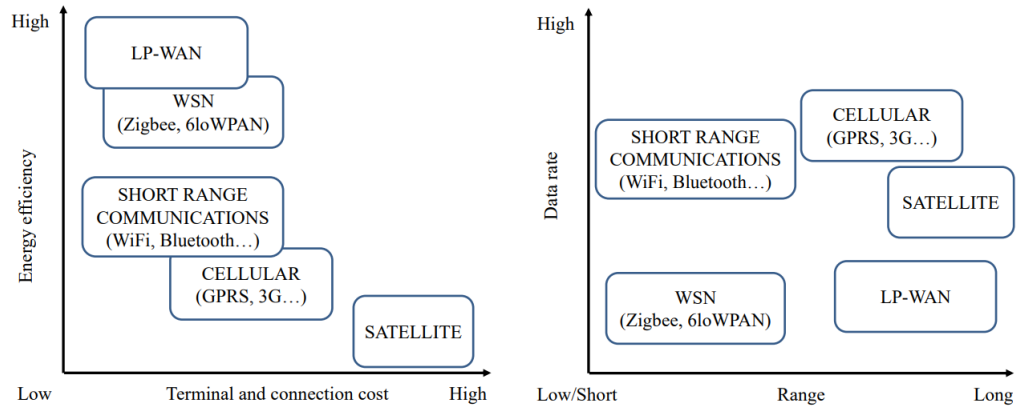 High
LP-WAN
WSN
(Zigbee, 6loWPAN)
SHORT RANGE
COMMUNICATIONS
(WiFi, Bluetooth…)
CELLULAR
(GPRS, 3G…)
SATELLITE
Energy efficiency
Low
Terminal and connection cost
High
High
CELLULAR
(GPRS, 3G…)
SHORT RANGE
COMMUNICATIONS
(WiFi, Bluetooth…)
SATELLITE
WSN
(Zigbee, 6loWPAN)
LP-WAN
Data rate
Low/Short
Range
Long